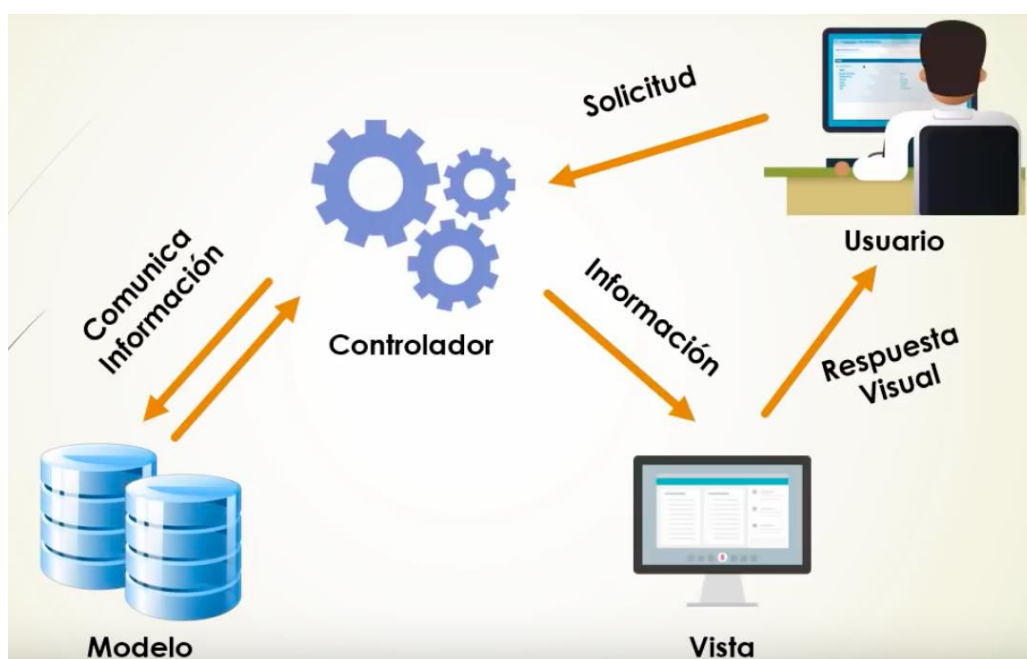 Solicitud
Usuario
Comunica
Información
Controlador
Información
Respuesta
Visual
Modelo
Vista